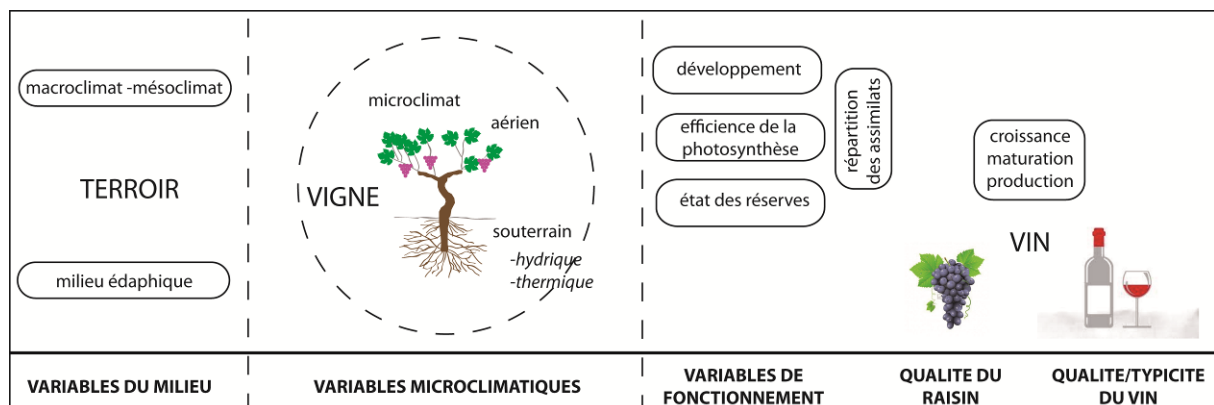 macroclimat -mésoclimat
TERROIR
milieu édaphique
microclimat
aérien
VIGNE
souterrain
-hydrique
-thermique
développement
efficience de la
photosynthèse
état des réserves
répartition
des assimilats
croissance
maturation
production
VIN
VARIABLES DU MILIEU
VARIABLES MICROCLIMATIQUES
VARIABLES DE
FONCTIONNEMENT
QUALITE DU
RAISIN
QUALITE/TYPICITE
DU VIN